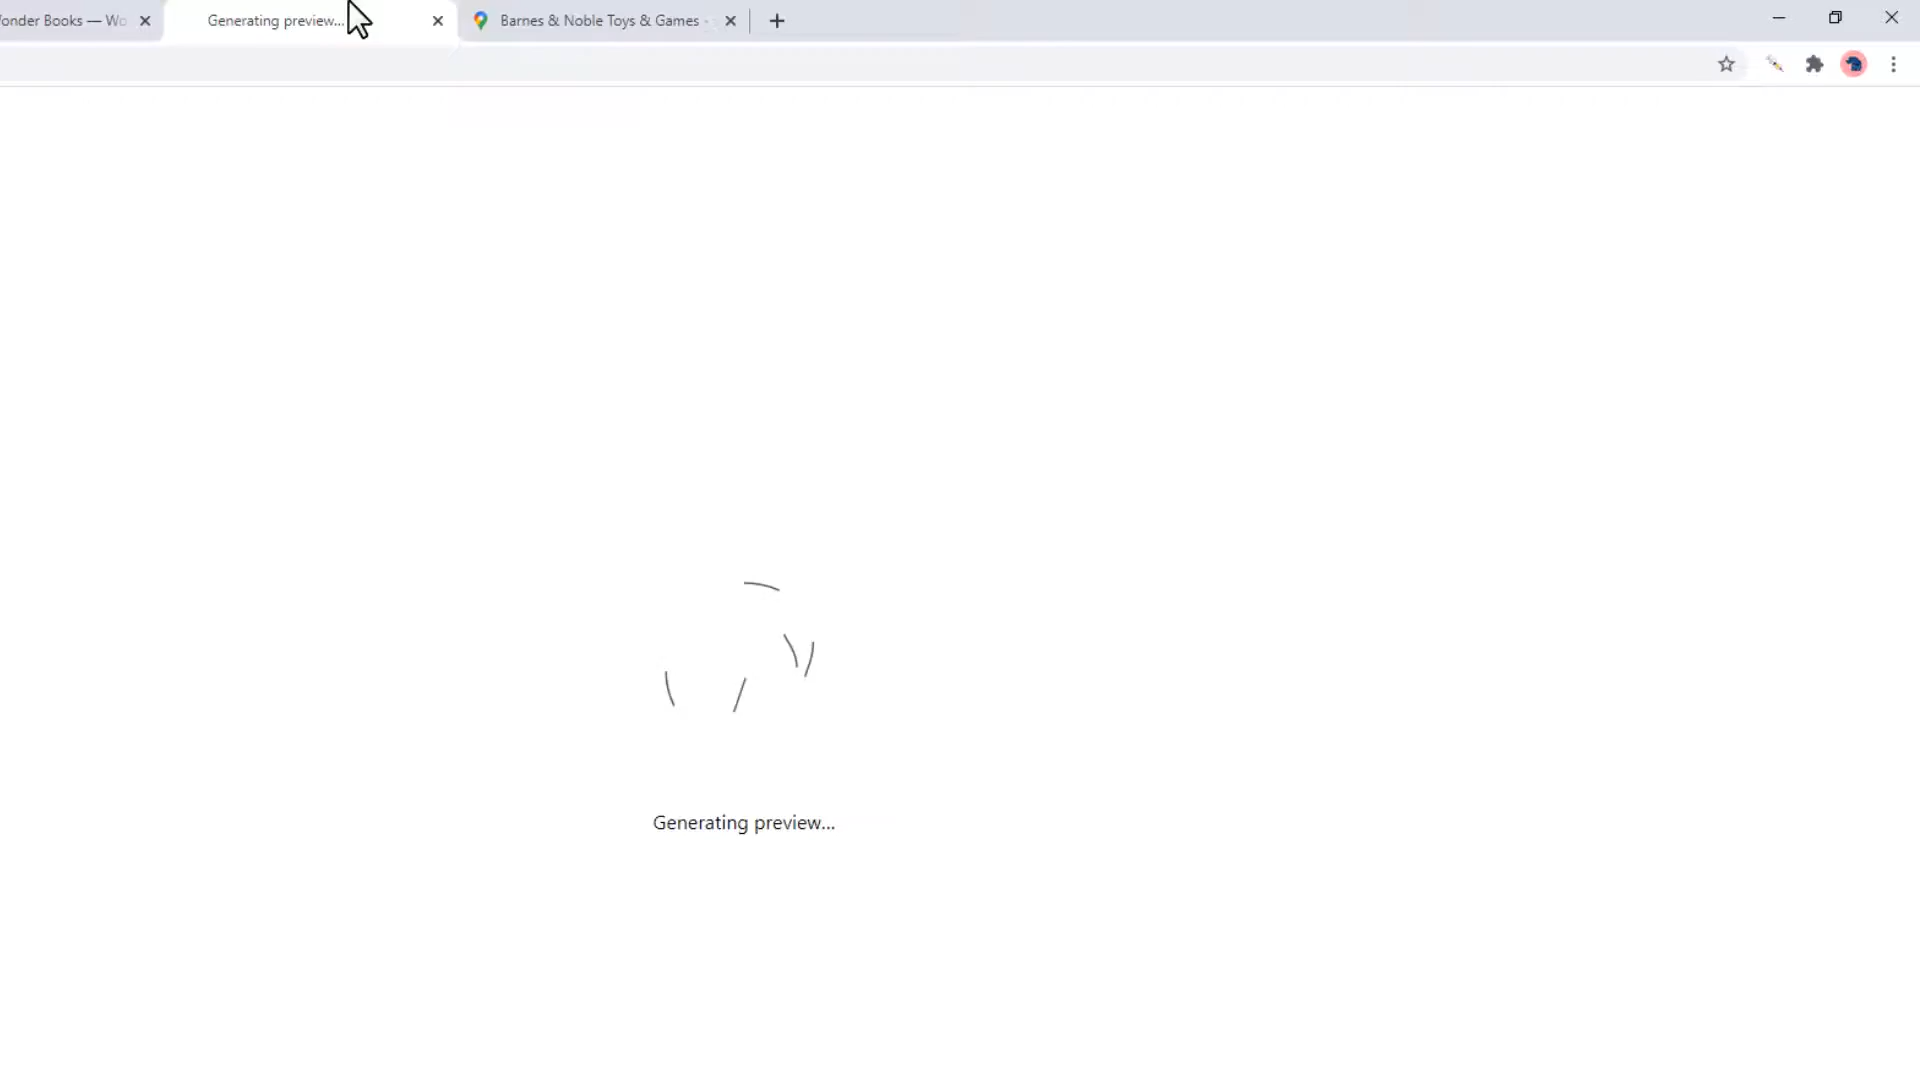 onder Books — Wo
Generating preview...
Barnes & Noble Toys & Games -
Generating preview...